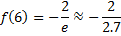 f(6) = −2/e ≈ −2/2.7